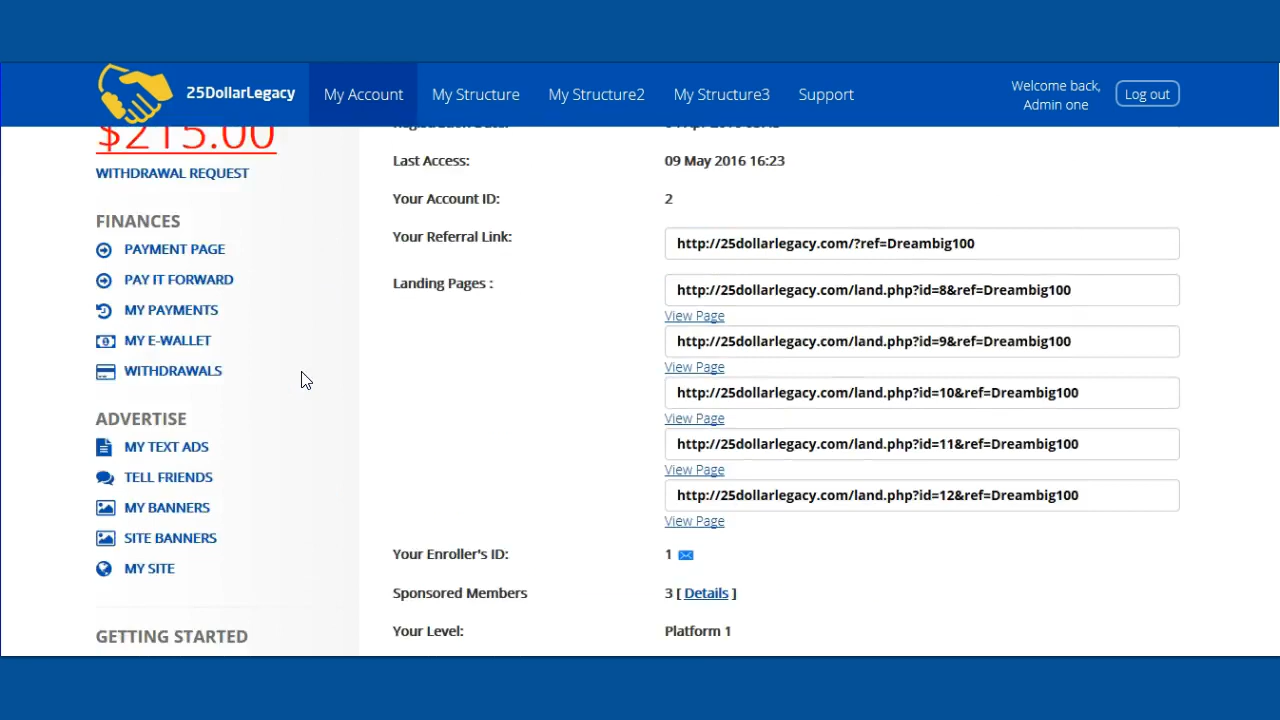 25DollarLegacy
My Account
My Structure
My Structure2
My Structure3
Support
Welcome back,
Admin one
Log out
$215.00
WITHDRAWAL REQUEST
FINANCES
PAYMENT PAGE
PAY IT FORWARD
MY PAYMENTS
MY E-WALLET
WITHDRAWALS
ADVERTISE
MY TEXT ADS
TELL FRIENDS
MY BANNERS
SITE BANNERS
MY SITE
GETTING STARTED
Last Access: 09 May 2016 16:23
Your Account ID: 2
Your Referral Link: http://25dollarlegacy.com/?ref=Dreambig100
Landing Pages : http://25dollarlegacy.com/land.php?id=8&ref=Dreambig100
View Page
http://25dollarlegacy.com/land.php?id=9&ref=Dreambig100
View Page
http://25dollarlegacy.com/land.php?id=10&ref=Dreambig100
View Page
http://25dollarlegacy.com/land.php?id=11&ref=Dreambig100
View Page
http://25dollarlegacy.com/land.php?id=12&ref=Dreambig100
View Page
Your Enroller's ID: 1
Sponsored Members 3 [ Details ]
Your Level: Platform 1